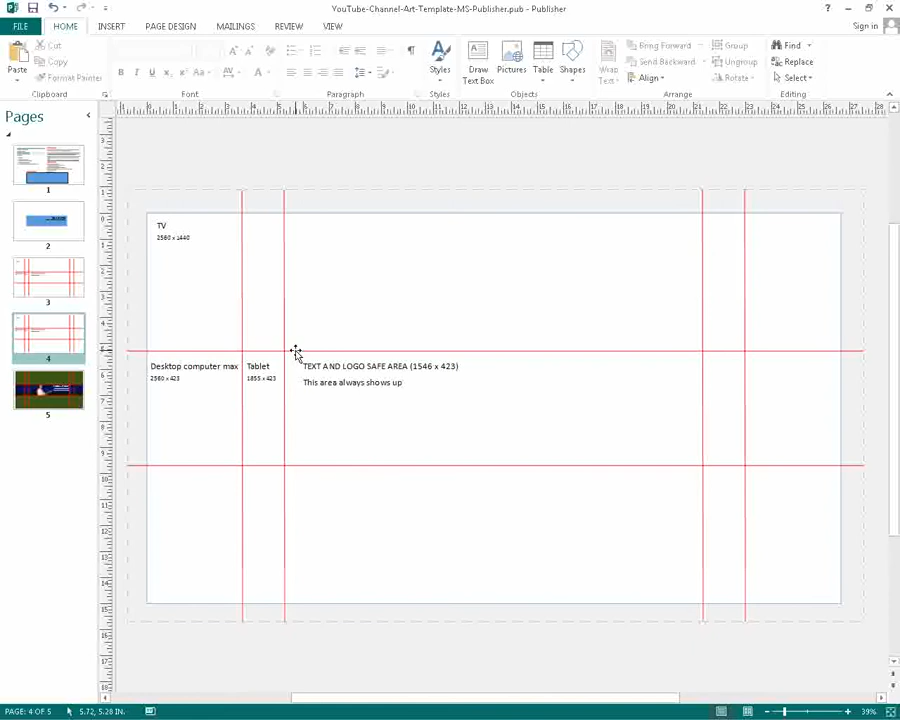 YouTube-Channel-Art-Template-MS-Publisher.pub - Publisher
FILE HOME INSERT PAGE DESIGN MAILINGS REVIEW VIEW Sign in
Paste Cut Copy Format Painter
Styles
Draw Text Box Pictures Table Shapes
Wrap Text Bring Forward Send Backward Align Group Ungroup Rotate
Find Replace Select
Clipboard Font Paragraph Styles Objects Arrange Editing
Pages
1
2
3
4
5
TV
2560 x 1440
Desktop computer max
2560 x 423
Tablet
1855 x 423
TEXT AND LOGO SAFE AREA (1546 x 423)
This area always shows up
PAGE: 4 OF 5 5.72, 5.28 IN. 39%